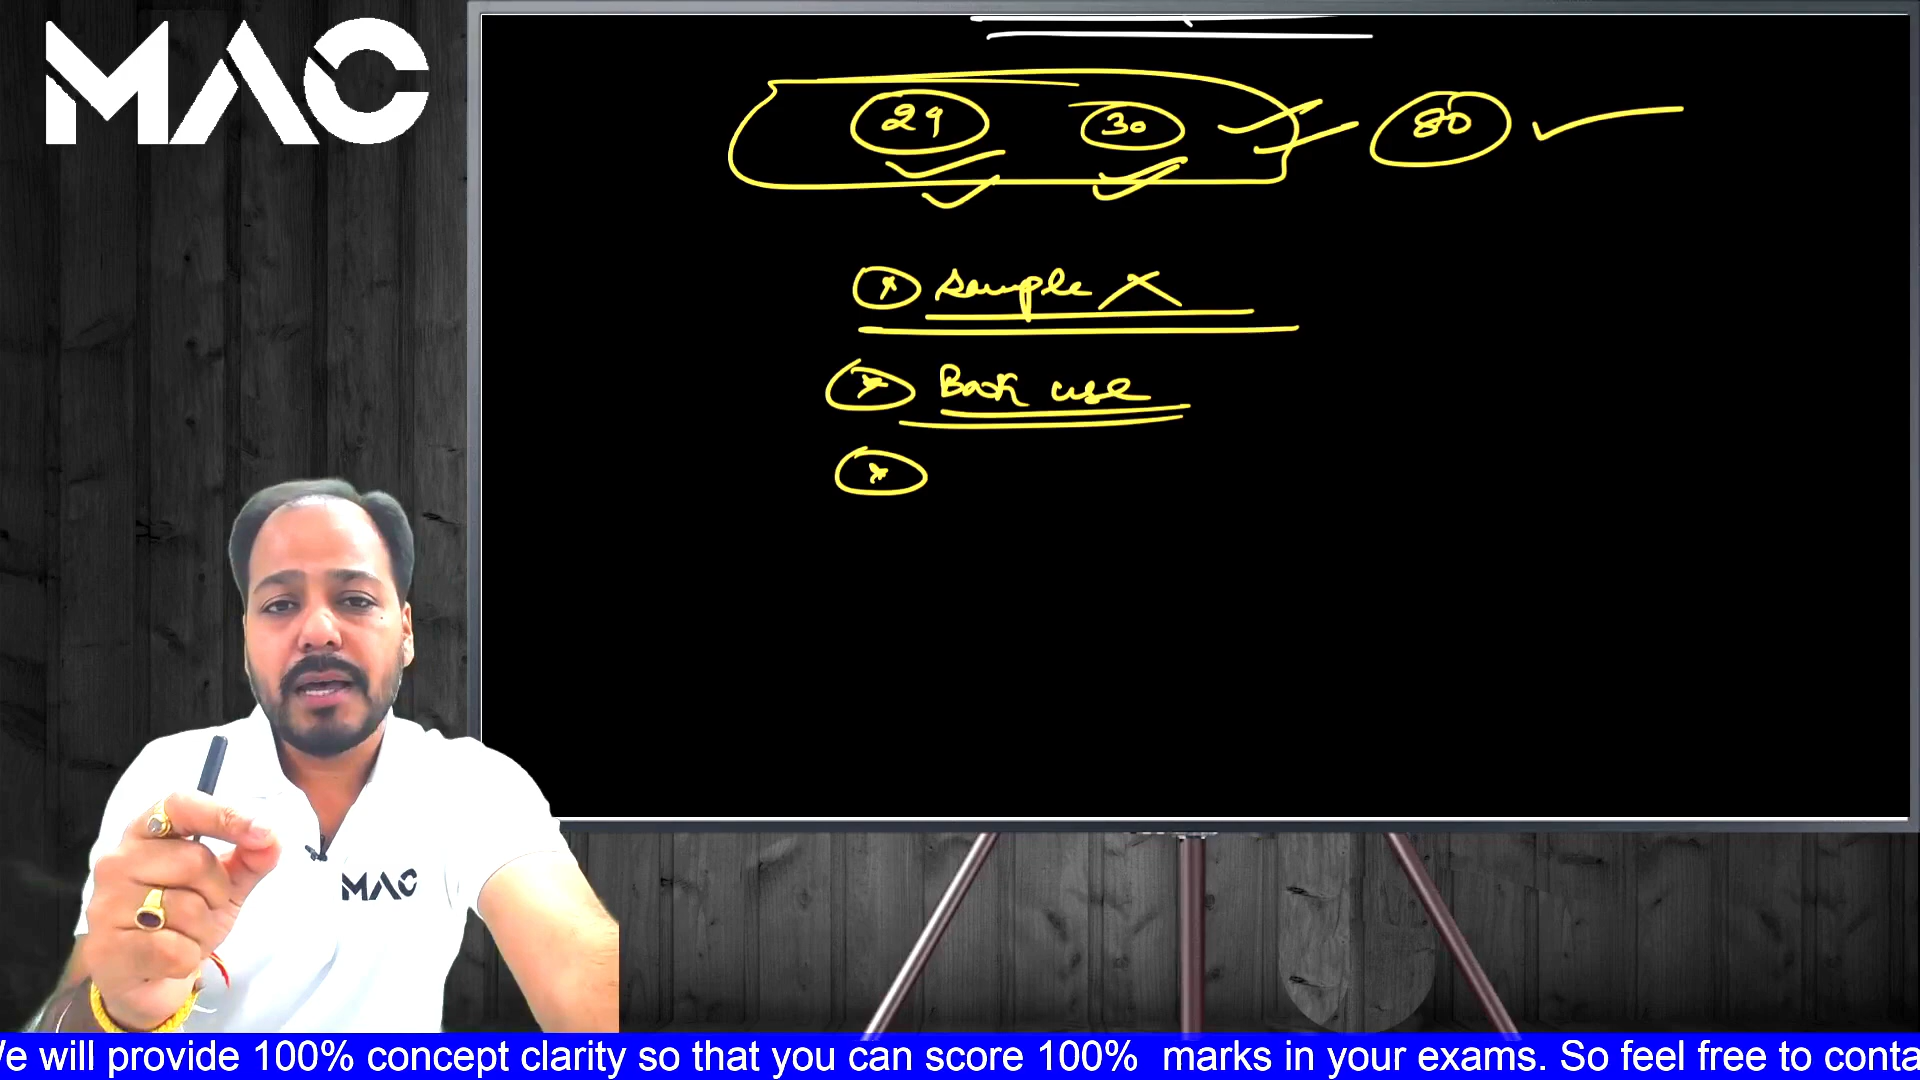 MAC
29 30 80
sample
Book use
MAC
We will provide 100% concept clarity so that you can score 100% marks in your exams. So feel free to conta